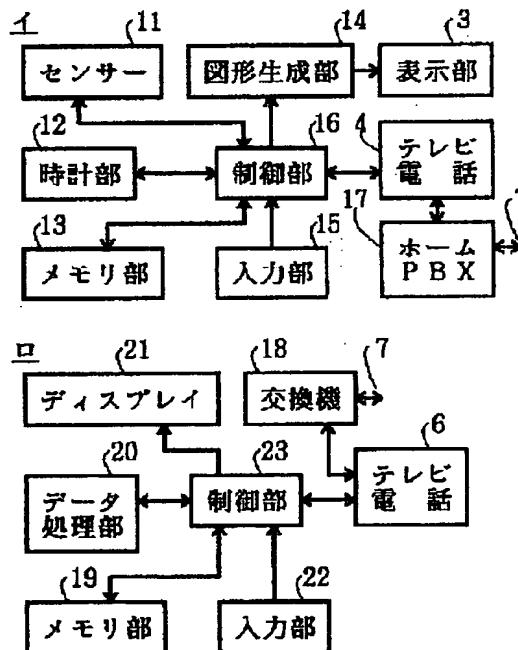 イ
11
14
3
センサー
図形生成部
表示部
12
16
4
時計部
制御部
テレビ
電話
13
15
17
メモリ部
入力部
ホーム
PBX
ロ
21
18
7
ディスプレイ
交換機
20
23
6
データ
処理部
制御部
テレビ
電話
19
22
メモリ部
入力部